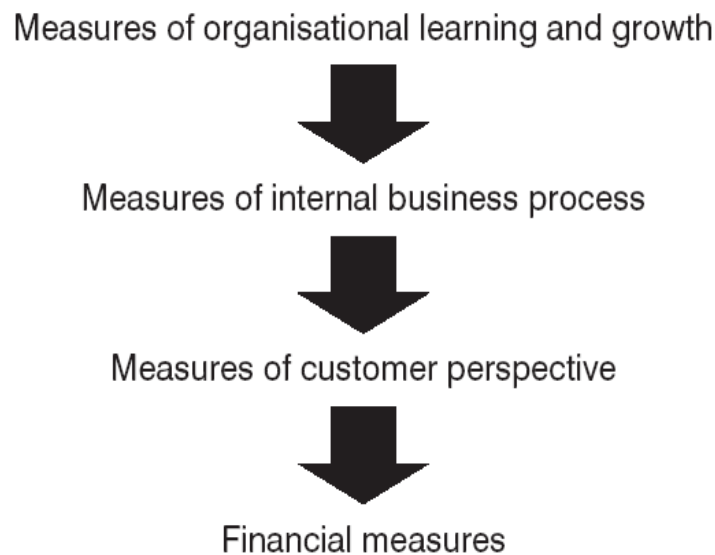 Measures of organisational learning and growth
Measures of internal business process
Measures of customer perspective
Financial measures